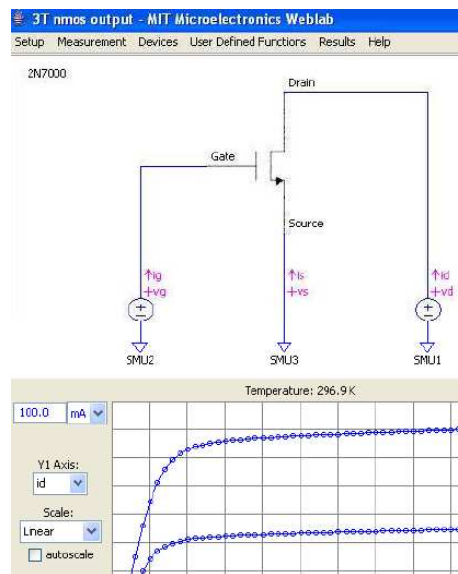 3T nmos output - MIT Microelectronics Weblab
Setup Measurement Devices User Defined Functions Results Help
2N7000
Drain
Gate
Source
ig
+vg
is
+vs
id
+vd
SMU2
SMU3
SMU1
Temperature: 296.9 K
100.0 mA
Y1 Axis:
id
Scale:
Linear
autoscale